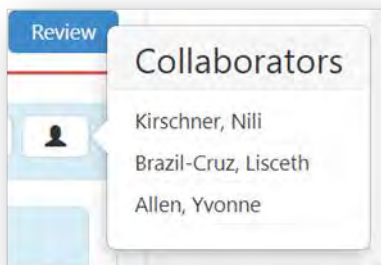 Review
Collaborators
Kirschner, Nili
Brazil-Cruz, Lisceth
Allen, Yvonne